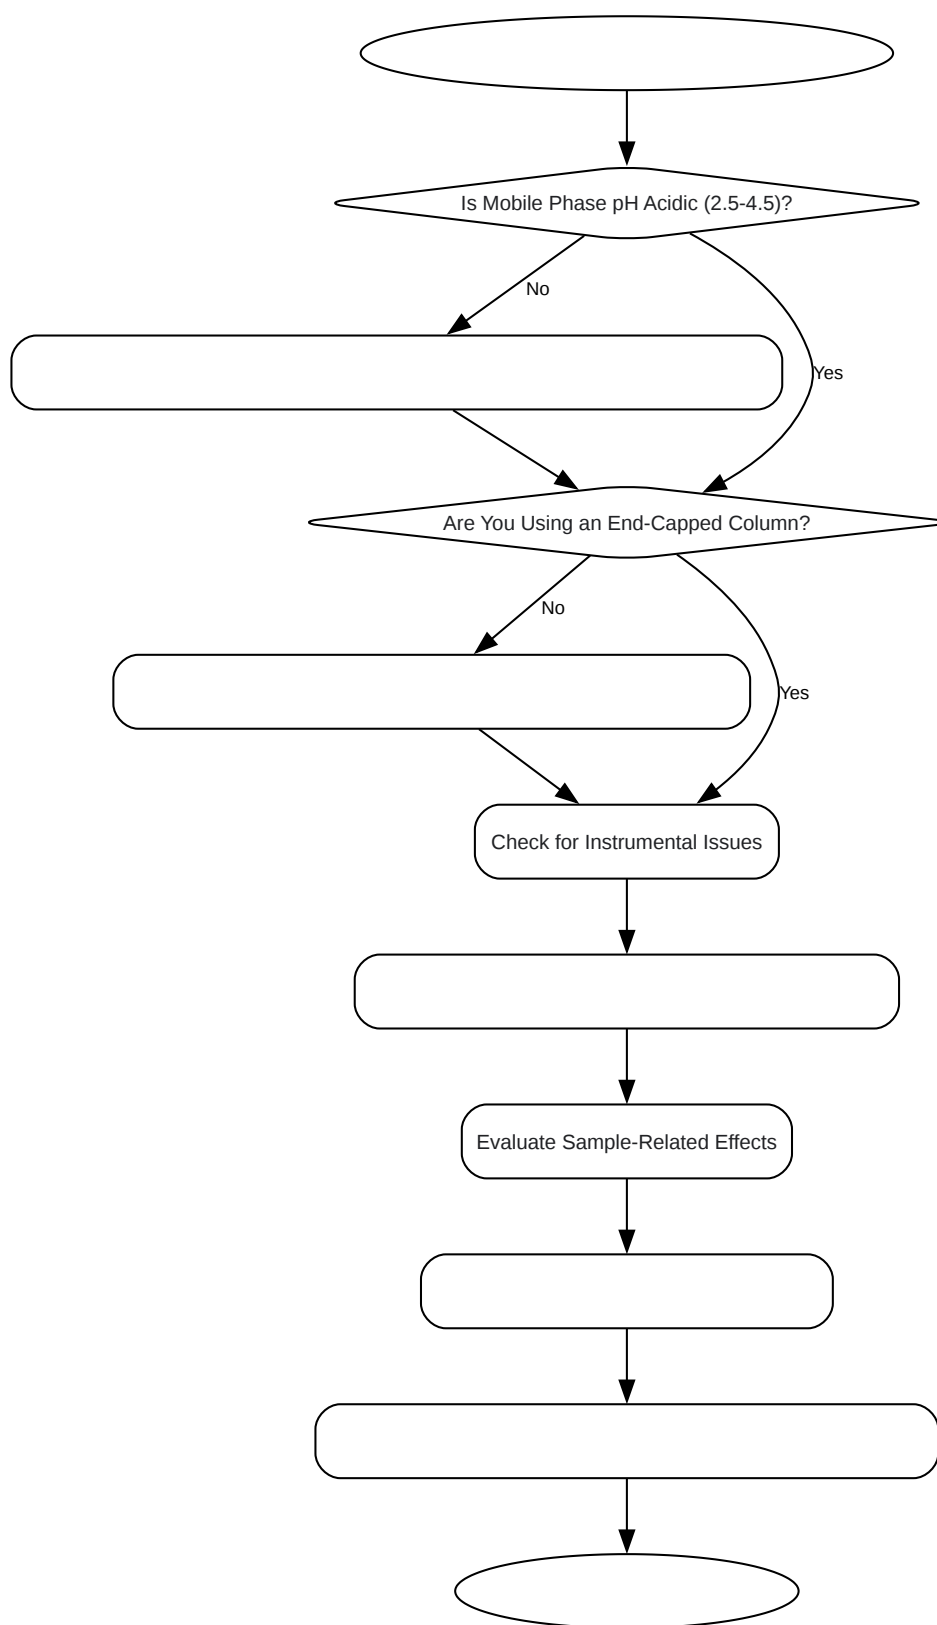 Is Mobile Phase pH Acidic (2.5-4.5)?
No
Yes
Are You Using an End-Capped Column?
No
Yes
Check for Instrumental Issues
Evaluate Sample-Related Effects